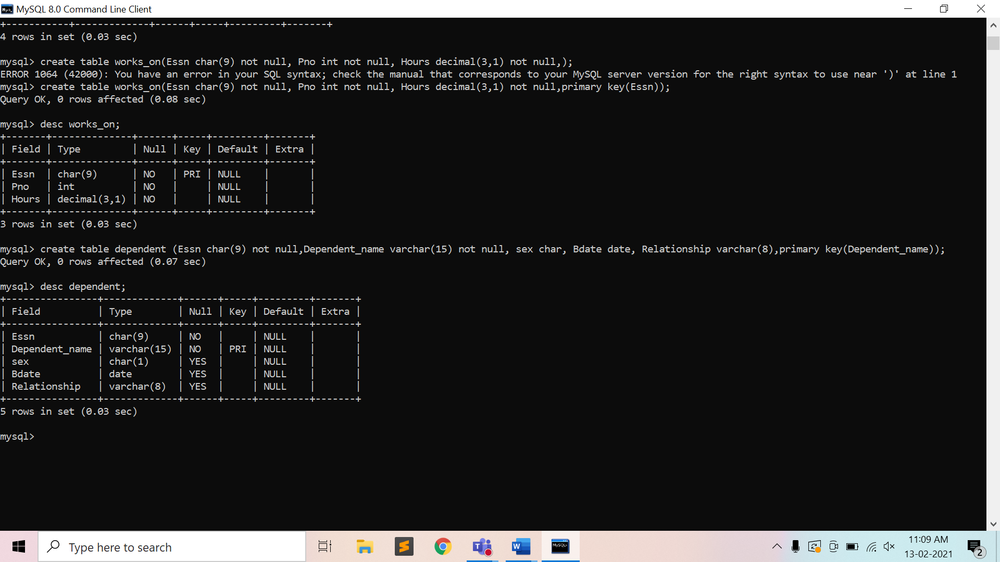 MySQL 8.0 Command Line Client
+-----------+-------------+------+-----+---------+-------+
4 rows in set (0.03 sec)
mysql> create table works_on(Essn char(9) not null, Pno int not null, Hours decimal(3,1) not null,);
ERROR 1064 (42000): You have an error in your SQL syntax; check the manual that corresponds to your MySQL server version for the right syntax to use near ')' at line 1
mysql> create table works_on(Essn char(9) not null, Pno int not null, Hours decimal(3,1) not null,primary key(Essn));
Query OK, 0 rows affected (0.08 sec)
mysql> desc works_on;
+-------+--------------+------+-----+---------+-------+
| Field | Type         | Null | Key | Default | Extra |
+-------+--------------+------+-----+---------+-------+
| Essn  | char(9)      | NO   | PRI | NULL    |       |
| Pno   | int          | NO   |     | NULL    |       |
| Hours | decimal(3,1) | NO   |     | NULL    |       |
+-------+--------------+------+-----+---------+-------+
3 rows in set (0.03 sec)
mysql> create table dependent (Essn char(9) not null,Dependent_name varchar(15) not null, sex char, Bdate date, Relationship varchar(8),primary key(Dependent_name));
Query OK, 0 rows affected (0.07 sec)
mysql> desc dependent;
+----------------+-------------+------+-----+---------+-------+
| Field          | Type        | Null | Key | Default | Extra |
+----------------+-------------+------+-----+---------+-------+
| Essn           | char(9)     | NO   |     | NULL    |       |
| Dependent_name | varchar(15) | NO   | PRI | NULL    |       |
| sex            | char(1)     | YES  |     | NULL    |       |
| Bdate          | date        | YES  |     | NULL    |       |
| Relationship   | varchar(8)  | YES  |     | NULL    |       |
+----------------+-------------+------+-----+---------+-------+
5 rows in set (0.03 sec)
mysql>
Type here to search
11:09 AM
13-02-2021
2